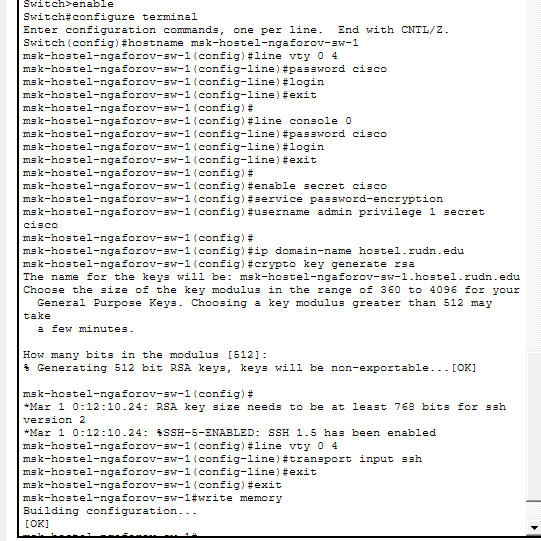 Switch>enable
Switch#configure terminal
Enter configuration commands, one per line.  End with CNTL/Z.
Switch(config)#hostname msk-hostel-ngaforov-sw-1
msk-hostel-ngaforov-sw-1(config)#line vty 0 4
msk-hostel-ngaforov-sw-1(config-line)#password cisco
msk-hostel-ngaforov-sw-1(config-line)#login
msk-hostel-ngaforov-sw-1(config-line)#exit
msk-hostel-ngaforov-sw-1(config)#
msk-hostel-ngaforov-sw-1(config)#line console 0
msk-hostel-ngaforov-sw-1(config-line)#password cisco
msk-hostel-ngaforov-sw-1(config-line)#login
msk-hostel-ngaforov-sw-1(config-line)#exit
msk-hostel-ngaforov-sw-1(config)#
msk-hostel-ngaforov-sw-1(config)#enable secret cisco
msk-hostel-ngaforov-sw-1(config)#service password-encryption
msk-hostel-ngaforov-sw-1(config)#username admin privilege 1 secret
cisco
msk-hostel-ngaforov-sw-1(config)#
msk-hostel-ngaforov-sw-1(config)#ip domain-name hostel.rudn.edu
msk-hostel-ngaforov-sw-1(config)#crypto key generate rsa
The name for the keys will be: msk-hostel-ngaforov-sw-1.hostel.rudn.edu
Choose the size of the key modulus in the range of 360 to 4096 for your
  General Purpose Keys. Choosing a key modulus greater than 512 may
take
  a few minutes.

How many bits in the modulus [512]:
% Generating 512 bit RSA keys, keys will be non-exportable...[OK]

msk-hostel-ngaforov-sw-1(config)#
*Mar 1 0:12:10.24: RSA key size needs to be at least 768 bits for ssh
version 2
*Mar 1 0:12:10.24: %SSH-5-ENABLED: SSH 1.5 has been enabled
msk-hostel-ngaforov-sw-1(config)#line vty 0 4
msk-hostel-ngaforov-sw-1(config-line)#transport input ssh
msk-hostel-ngaforov-sw-1(config-line)#exit
msk-hostel-ngaforov-sw-1(config)#exit
msk-hostel-ngaforov-sw-1#write memory
Building configuration...
[OK]
msk-hostel-ngaforov-sw-1#